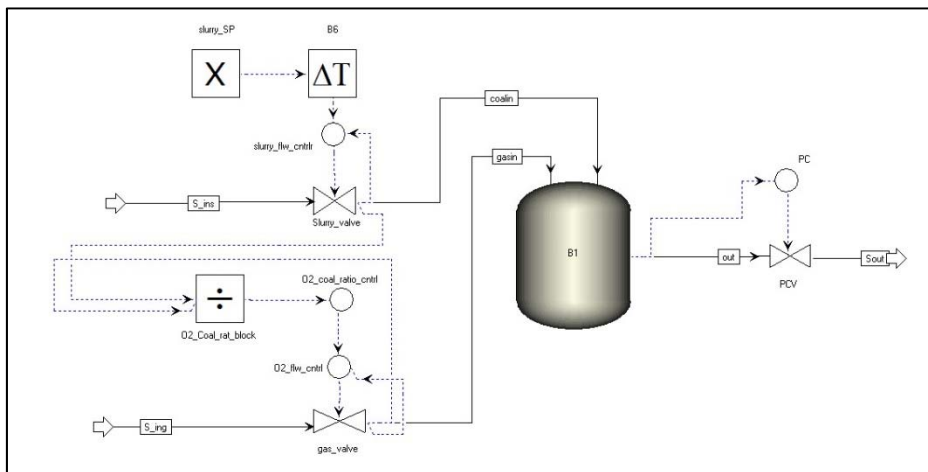 slurry_SP
B6
X
ΔT
slurry_flw_cntrlr
coalin
gasin
S_ins
Slurry_valve
PC
B1
out
Sout
PCV
÷
O2_coal_ratio_cntrl
O2_Coal_rat_block
O2_flw_cntrl
S_ing
gas_valve